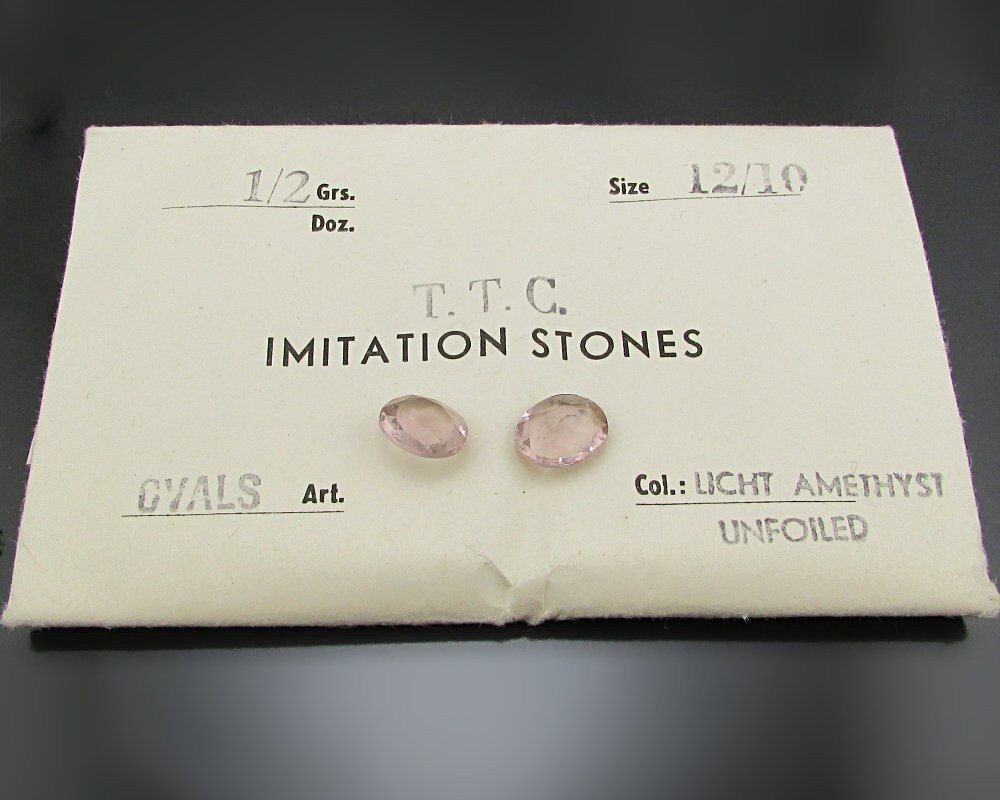 1/2 Grs.
Doz.
Size 12/10
T. T. C.
IMITATION STONES
OVALS Art.
Col.: LIGHT AMETHYST
UNFOILED